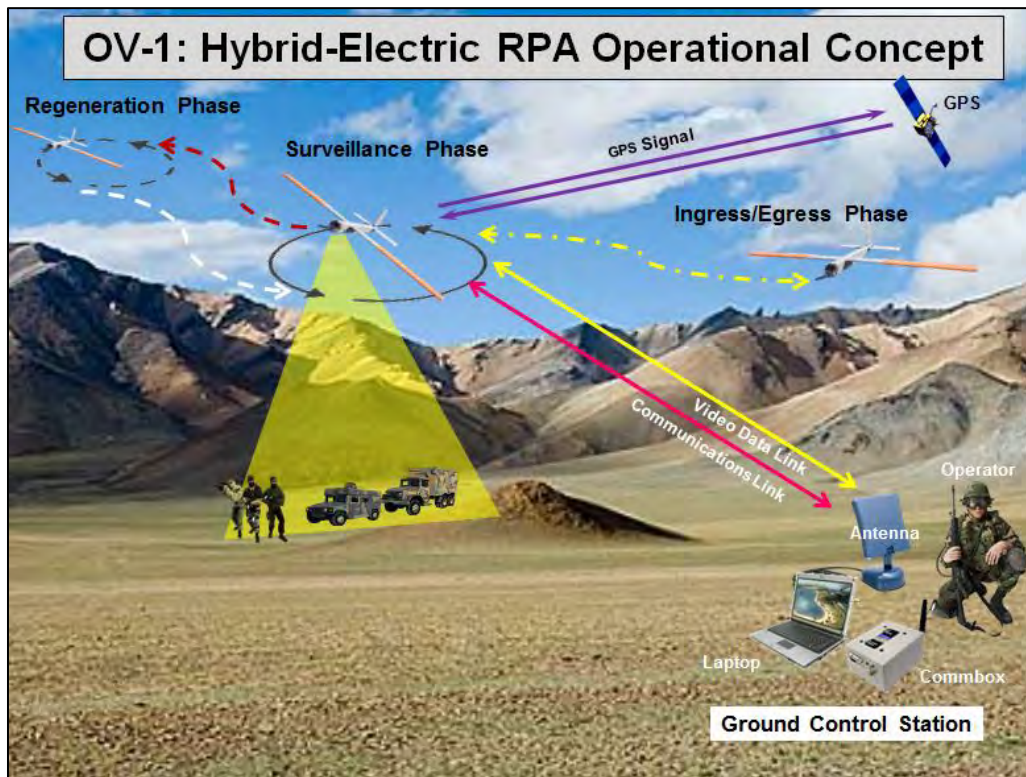 OV-1: Hybrid-Electric RPA Operational Concept
Regeneration Phase
GPS
Surveillance Phase
GPS Signal
Ingress/Egress Phase
Video Data Link
Communications Link
Operator
Antenna
Laptop
Commbox
Ground Control Station